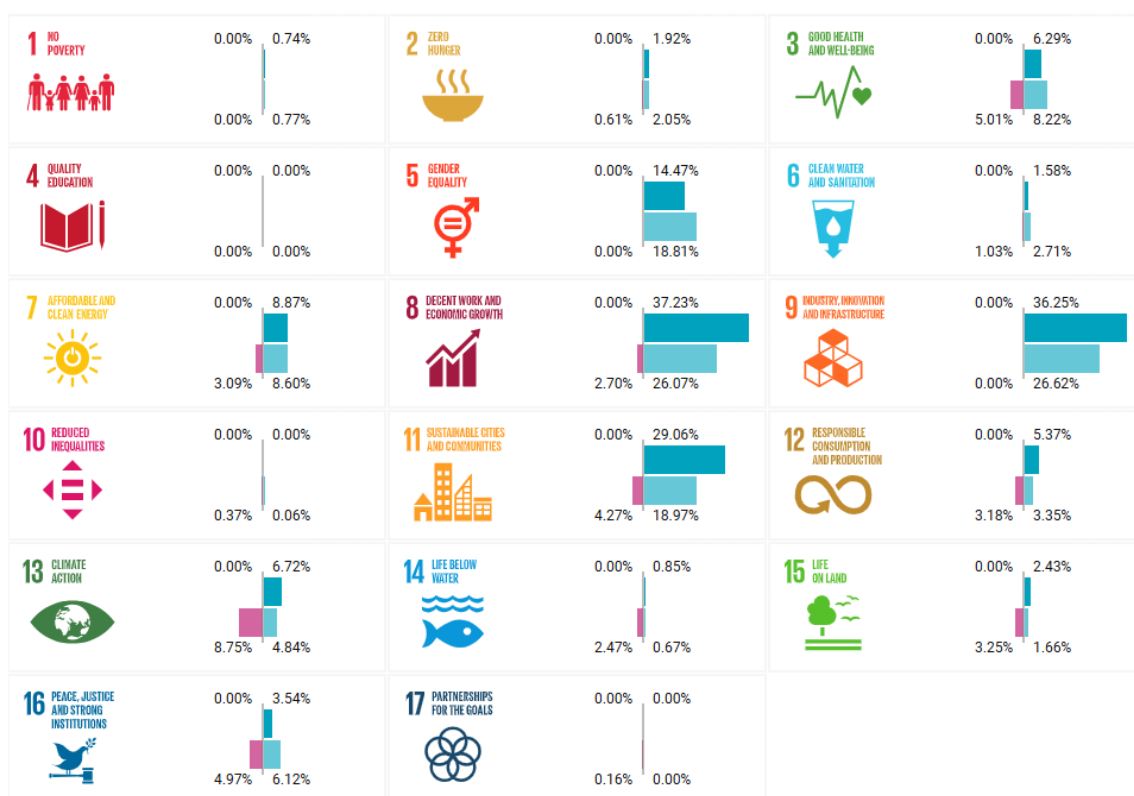 1 NO
POVERTY
0.00% 0.74%
0.00% 0.77%
2 ZERO
HUNGER
0.00% 1.92%
0.61% 2.05%
3 GOOD HEALTH
AND WELL-BEING
0.00% 6.29%
5.01% 8.22%
4 QUALITY
EDUCATION
0.00% 0.00%
0.00% 0.00%
5 GENDER
EQUALITY
0.00% 14.47%
0.00% 18.81%
6 CLEAN WATER
AND SANITATION
0.00% 1.58%
1.03% 2.71%
7 AFFORDABLE AND
CLEAN ENERGY
0.00% 8.87%
3.09% 8.60%
8 DECENT WORK AND
ECONOMIC GROWTH
0.00% 37.23%
2.70% 26.07%
9 INDUSTRY, INNOVATION
AND INFRASTRUCTURE
0.00% 36.25%
0.00% 26.62%
10 REDUCED
INEQUALITIES
0.00% 0.00%
0.37% 0.06%
11 SUSTAINABLE CITIES
AND COMMUNITIES
0.00% 29.06%
4.27% 18.97%
12 RESPONSIBLE
CONSUMPTION
AND PRODUCTION
0.00% 5.37%
3.18% 3.35%
13 CLIMATE
ACTION
0.00% 6.72%
8.75% 4.84%
14 LIFE BELOW
WATER
0.00% 0.85%
2.47% 0.67%
15 LIFE
ON LAND
0.00% 2.43%
3.25% 1.66%
16 PEACE, JUSTICE
AND STRONG
INSTITUTIONS
0.00% 3.54%
4.97% 6.12%
17 PARTNERSHIPS
FOR THE GOALS
0.00% 0.00%
0.16% 0.00%